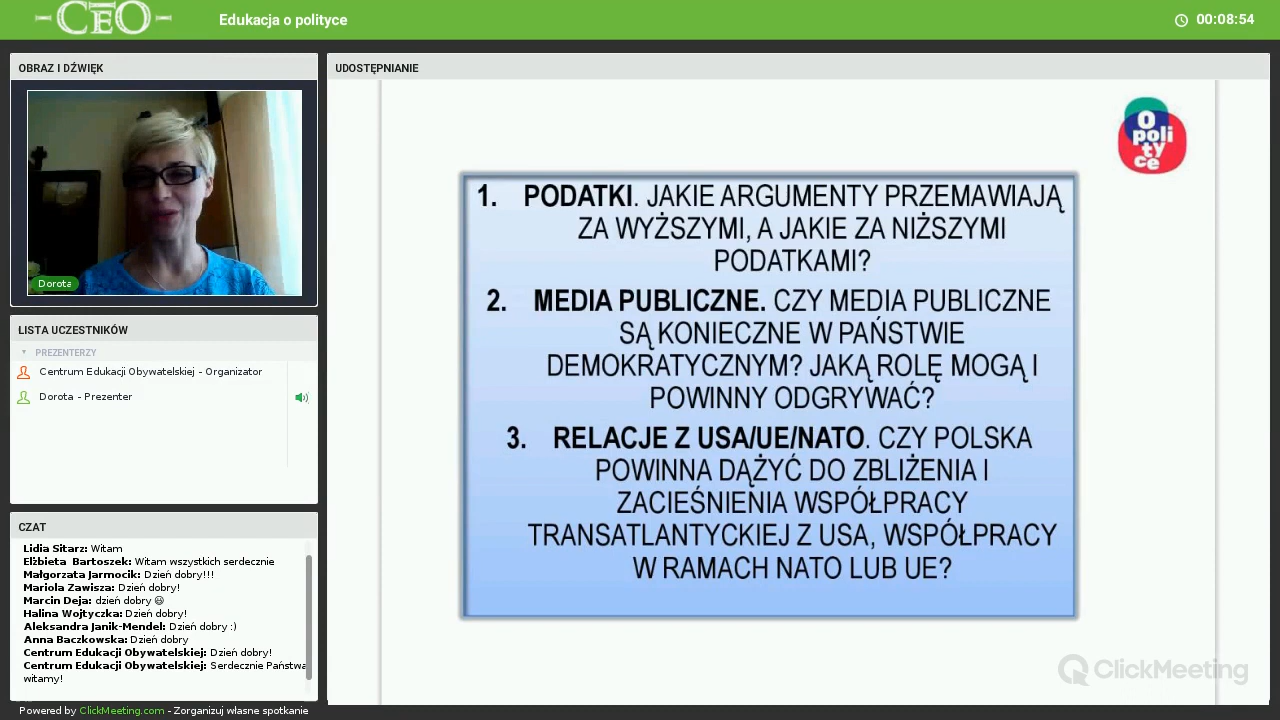 CEO
Edukacja o polityce
00:08:54
OBRAZ I DŹWIĘK
Dorota
LISTA UCZESTNIKÓW
PREZENTERZY
Centrum Edukacji Obywatelskiej - Organizator
Dorota - Prezenter
CZAT
Lidia Sitarz: Witam
Elżbieta Bartoszek: Witam wszystkich serdecznie
Małgorzata Jarmocik: Dzień dobry!!!
Mariola Zawisza: Dzień dobry!
Marcin Deja: dzień dobry 😃
Halina Wojtyczka: Dzień dobry!
Aleksandra Janik-Mendel: Dzień dobry :)
Anna Baczkowska: Dzień dobry
Centrum Edukacji Obywatelskiej: Dzień dobry!
Centrum Edukacji Obywatelskiej: Serdecznie Państwa
witamy!
Powered by ClickMeeting.com - Zorganizuj własne spotkanie
UDOSTĘPNIANIE
O
poli
ty
ce
1. PODATKI. JAKIE ARGUMENTY PRZEMAWIAJĄ
ZA WYŻSZYMI, A JAKIE ZA NIŻSZYMI
PODATKAMI?
2. MEDIA PUBLICZNE. CZY MEDIA PUBLICZNE
SĄ KONIECZNE W PAŃSTWIE
DEMOKRATYCZNYM? JAKĄ ROLĘ MOGĄ I
POWINNY ODGRYWAĆ?
3. RELACJE Z USA/UE/NATO. CZY POLSKA
POWINNA DĄŻYĆ DO ZBLIŻENIA I
ZACIEŚNIENIA WSPÓŁPRACY
TRANSATLANTYCKIEJ Z USA, WSPÓŁPRACY
W RAMACH NATO LUB UE?
ClickMeeting